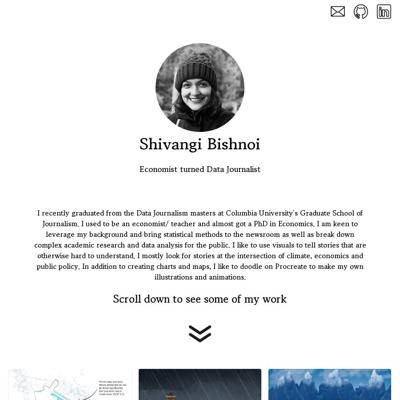 Shivangi Bishnoi
Economist turned Data Journalist
I recently graduated from the Data Journalism masters at Columbia University's Graduate School of
Journalism, I used to be an economist/ teacher and almost got a PhD in Economics. I am keen to
leverage my background and bring statistical methods to the newsroom as well as break down
complex academic research and data analysis for the public. I like to use visuals to tell stories that are
otherwise hard to understand. I mostly look for stories at the intersection of climate, economics and
public policy. In addition to creating charts and maps, I like to doodle on Procreate to make my own
illustrations and animations.
Scroll down to see some of my work